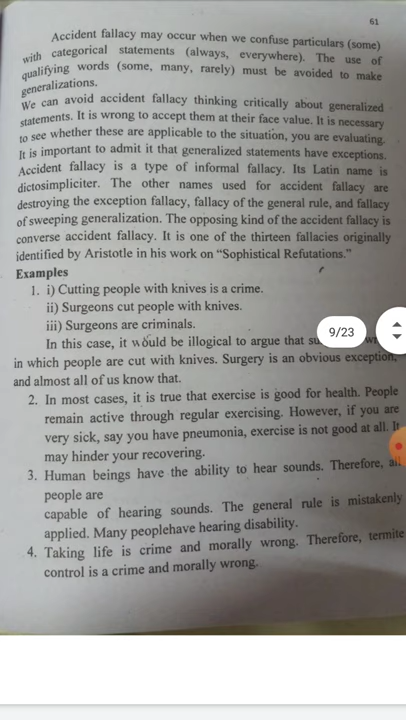 61
Accident fallacy may occur when we confuse particulars (some)
with categorical statements (always, everywhere). The use of
qualifying words (some, many, rarely) must be avoided to make
generalizations.
We can avoid accident fallacy thinking critically about generalized
statements. It is wrong to accept them at their face value. It is necessary
to see whether these are applicable to the situation, you are evaluating.
It is important to admit it that generalized statements have exceptions.
Accident fallacy is a type of informal fallacy. Its Latin name is
dictosimpliciter. The other names used for accident fallacy are
destroying the exception fallacy, fallacy of the general rule, and fallacy
of sweeping generalization. The opposing kind of the accident fallacy is
converse accident fallacy. It is one of the thirteen fallacies originally
identified by Aristotle in his work on “Sophistical Refutations.”
Examples
1. i) Cutting people with knives is a crime.
ii) Surgeons cut people with knives.
iii) Surgeons are criminals.
9/23
In this case, it would be illogical to argue that
in which people are cut with knives. Surgery is an obvious exception,
and almost all of us know that.
2. In most cases, it is true that exercise is good for health. People
remain active through regular exercising. However, if you are
very sick, say you have pneumonia, exercise is not good at all. It
may hinder your recovering.
3. Human beings have the ability to hear sounds. Therefore, all
people are
capable of hearing sounds. The general rule is mistakenly
applied. Many peoplehave hearing disability.
4. Taking life is crime and morally wrong. Therefore, termite
control is a crime and morally wrong.